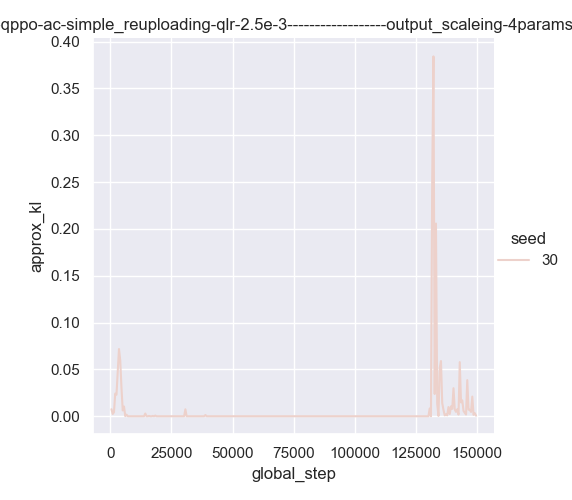 qppo-ac-simple_reuploading-qlr-2.5e-3------------------output_scaleing-4params
0.40
0.35
0.30
0.25
0.20
0.15
0.10
0.05
0.00
approx_kl
0 25000 50000 75000 100000 125000 150000
global_step
seed
30